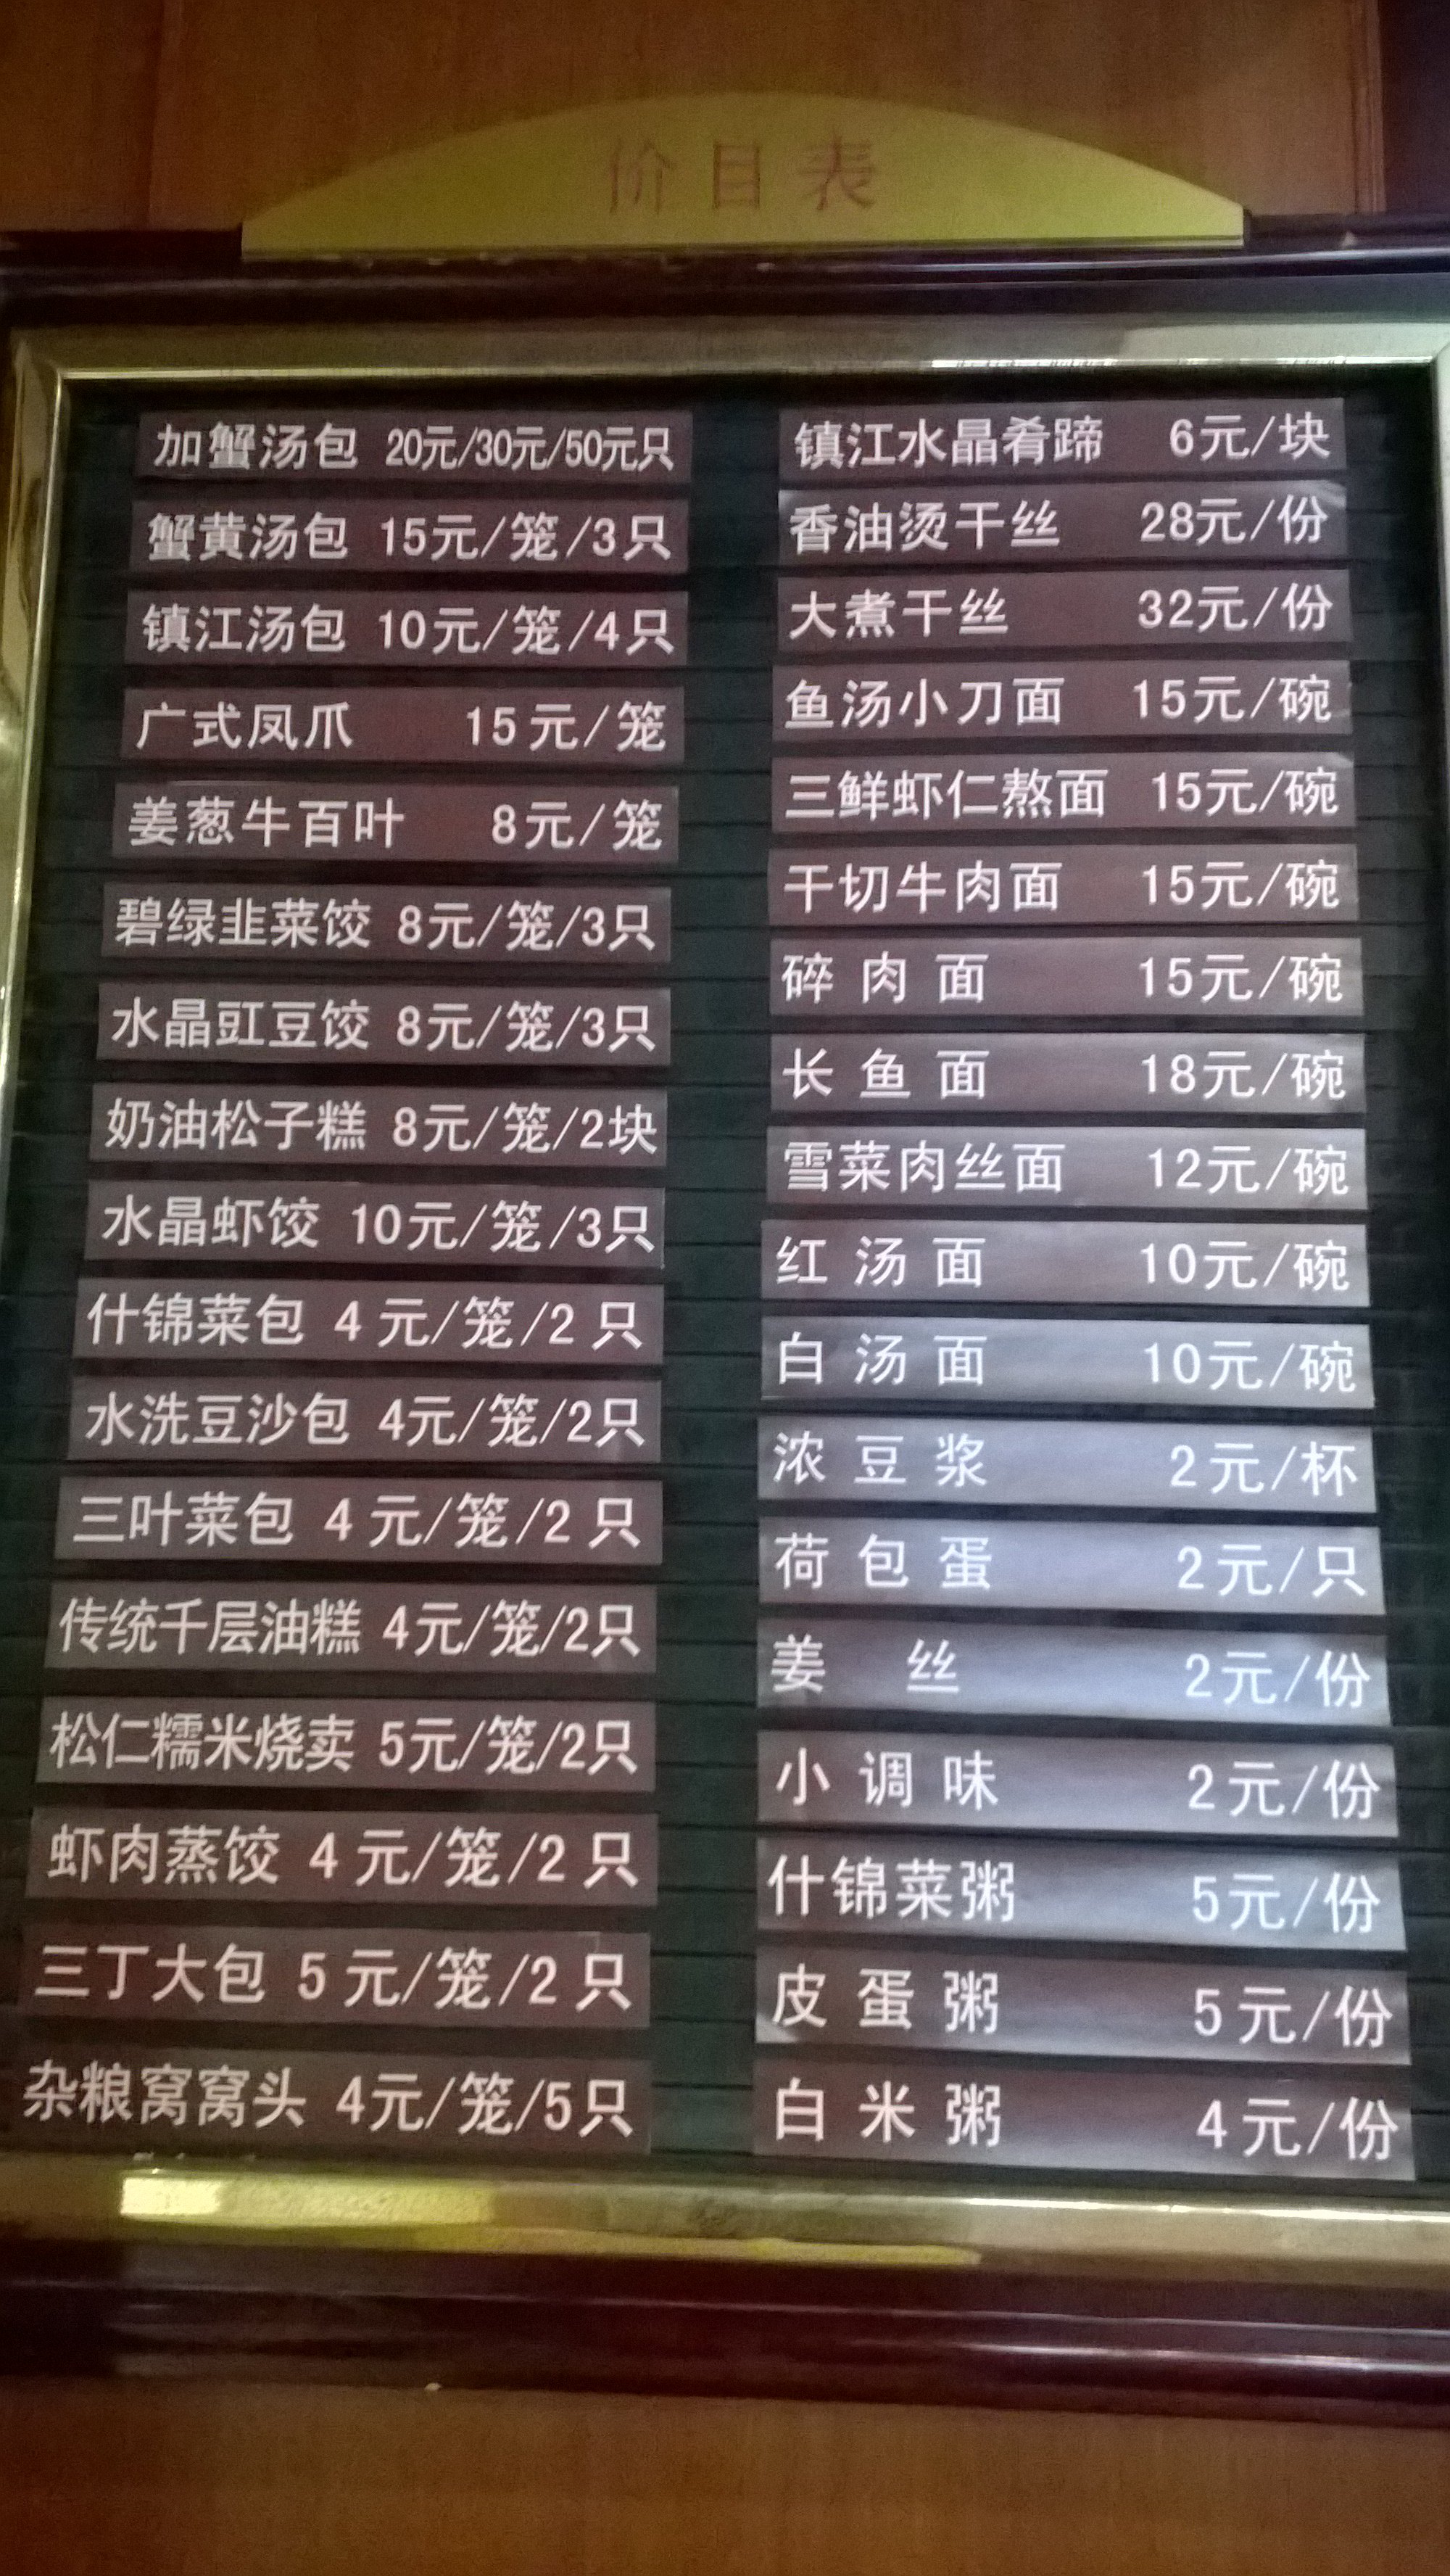 价目表
加蟹汤包 20元/30元/50元只
蟹黄汤包 15元/笼/3只
镇江汤包 10元/笼/4只
广式凤爪 15元/笼
姜葱牛百叶 8元/笼
碧绿韭菜饺 8元/笼/3只
水晶豇豆饺 8元/笼/3只
奶油松子糕 8元/笼/2块
水晶虾饺 10元/笼/3只
什锦菜包 4元/笼/2只
水洗豆沙包 4元/笼/2只
三叶菜包 4元/笼/2只
传统千层油糕 4元/笼/2只
松仁糯米烧卖 5元/笼/2只
虾肉蒸饺 4元/笼/2只
三丁大包 5元/笼/2只
杂粮窝窝头 4元/笼/5只
镇江水晶肴蹄 6元/块
香油烫干丝 28元/份
大煮干丝 32元/份
鱼汤小刀面 15元/碗
三鲜虾仁熬面 15元/碗
干切牛肉面 15元/碗
碎肉面 15元/碗
长鱼面 18元/碗
雪菜肉丝面 12元/碗
红汤面 10元/碗
白汤面 10元/碗
浓豆浆 2元/杯
荷包蛋 2元/只
姜丝 2元/份
小调味 2元/份
什锦菜粥 5元/份
皮蛋粥 5元/份
白米粥 4元/份